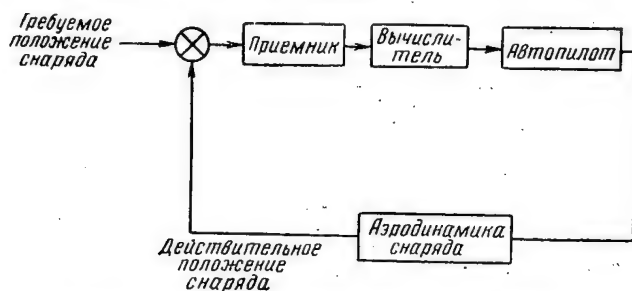 Требуемое
положение
снаряда
Приемник
Вычисли-
тель
Автопилот
Аэродинамика
снаряда
Действительное
положение
снаряда